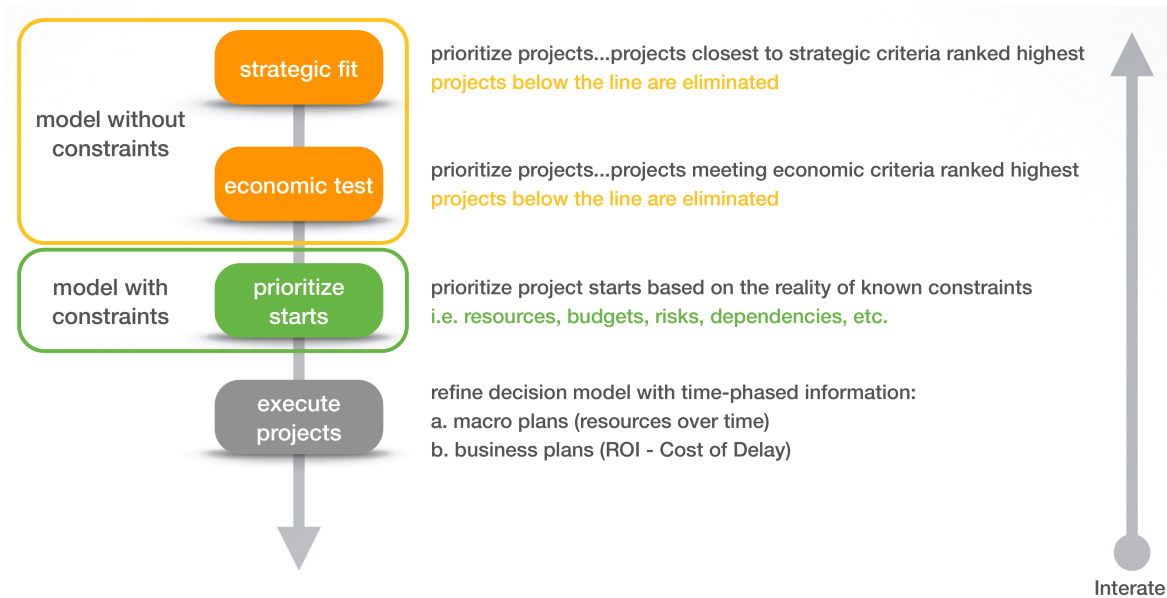 strategic fit
prioritize projects...projects closest to strategic criteria ranked highest
projects below the line are eliminated
model without
constraints
economic test
prioritize projects...projects meeting economic criteria ranked highest
projects below the line are eliminated
model with
constraints
prioritize
starts
prioritize project starts based on the reality of known constraints
i.e. resources, budgets, risks, dependencies, etc.
execute
projects
refine decision model with time-phased information:
a. macro plans (resources over time)
b. business plans (ROI - Cost of Delay)
Interate